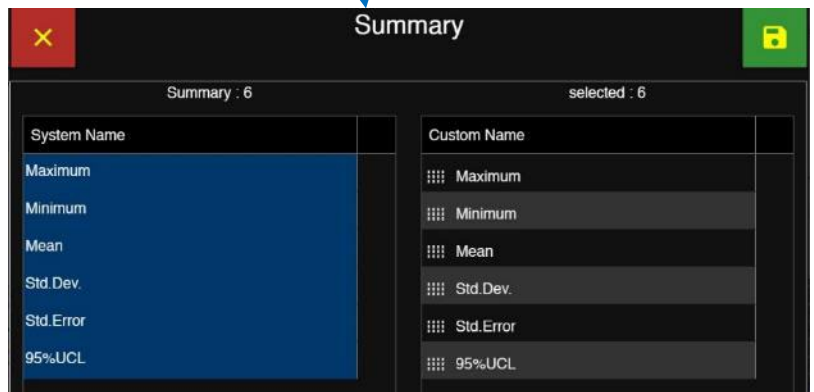 Summary
Summary : 6
selected : 6
System Name
Maximum
Minimum
Mean
Std.Dev.
Std.Error
95%UCL
Custom Name
Maximum
Minimum
Mean
Std.Dev.
Std.Error
95%UCL